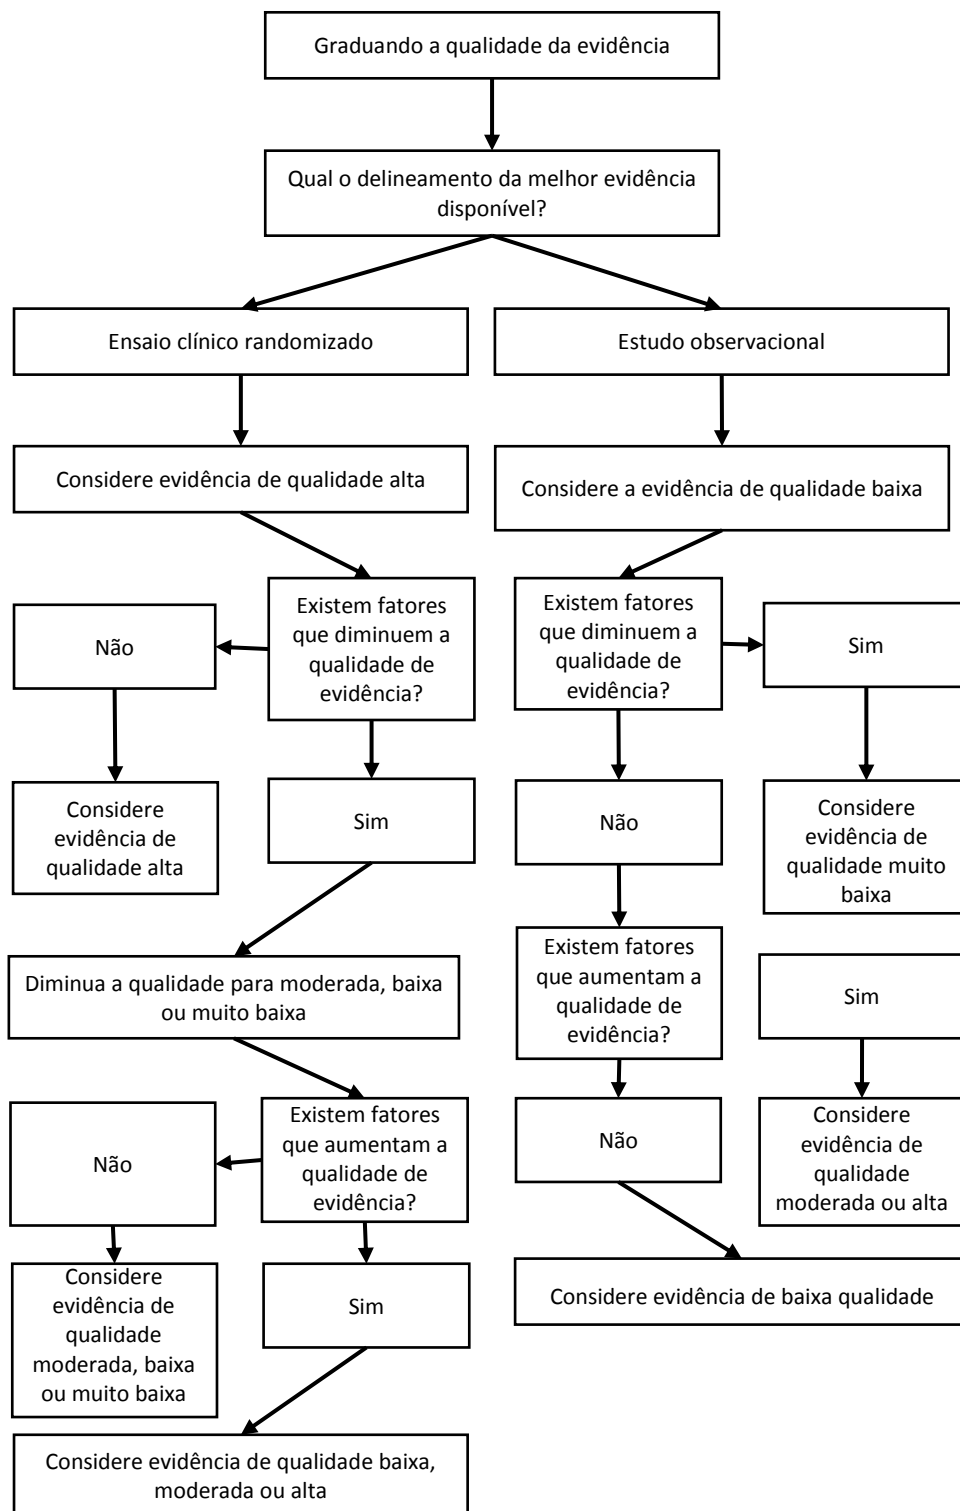 Graduando a qualidade da evidência
Qual o delineamento da melhor evidência
disponível?
Ensaio clínico randomizado
Estudo observacional
Considere evidência de qualidade alta
Considere a evidência de qualidade baixa
Não
Existem fatores
que diminuem a
qualidade de
evidência?
Existem fatores
que diminuem a
qualidade de
evidência?
Sim
Considere
evidência de
qualidade alta
Sim
Não
Considere
evidência de
qualidade muito
baixa
Diminua a qualidade para moderada, baixa
ou muito baixa
Existem fatores
que aumentam a
qualidade de
evidência?
Sim
Não
Existem fatores
que aumentam a
qualidade de
evidência?
Não
Considere
evidência de
qualidade
moderada ou alta
Considere
evidência de
qualidade
moderada, baixa
ou muito baixa
Sim
Considere evidência de baixa qualidade
Considere evidência de qualidade baixa,
moderada ou alta